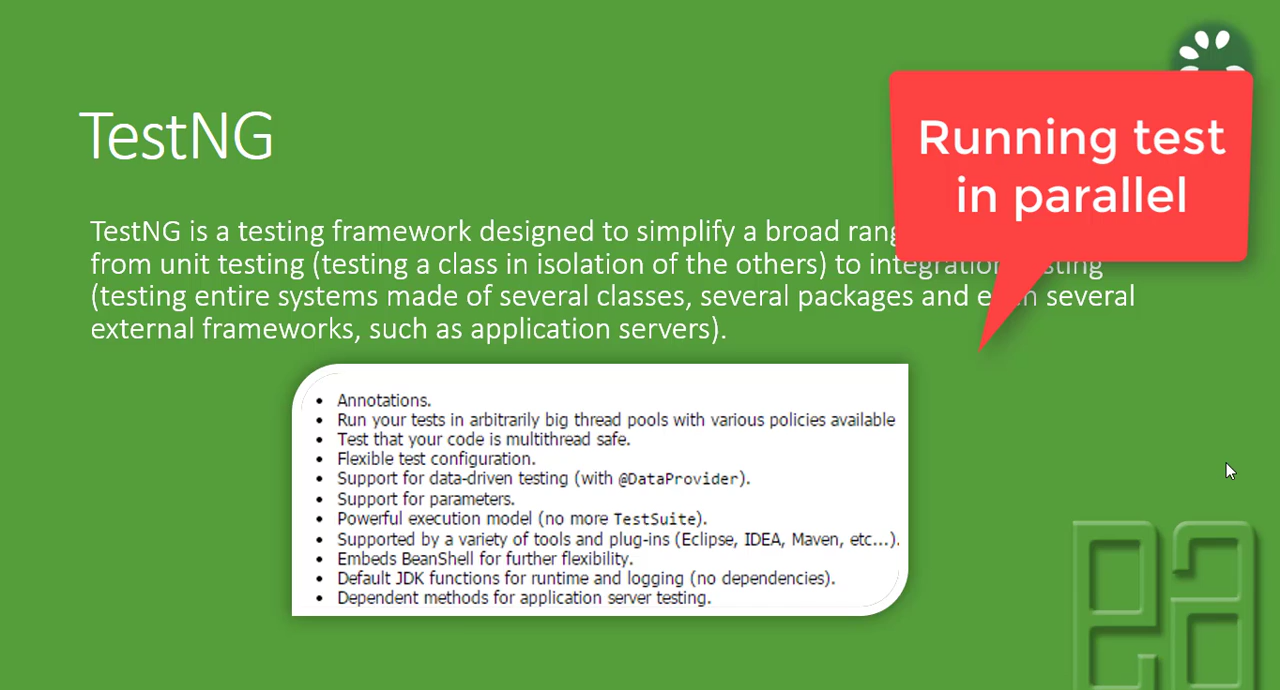 TestNG
Running test
in parallel
TestNG is a testing framework designed to simplify a broad
from unit testing (testing a class in isolation of the others) to
(testing entire systems made of several classes, several packages and several
external frameworks, such as application servers).
• Annotations.
• Run your tests in arbitrarily big thread pools with various policies available
• Test that your code is multithread safe.
• Flexible test configuration.
• Support for data-driven testing (with @DataProvider).
• Support for parameters.
• Powerful execution model (no more TestSuite).
• Supported by a variety of tools and plug-ins (Eclipse, IDEA, Maven, etc...).
• Embeds BeanShell for further flexibility.
• Default JDK functions for runtime and logging (no dependencies).
• Dependent methods for application server testing.